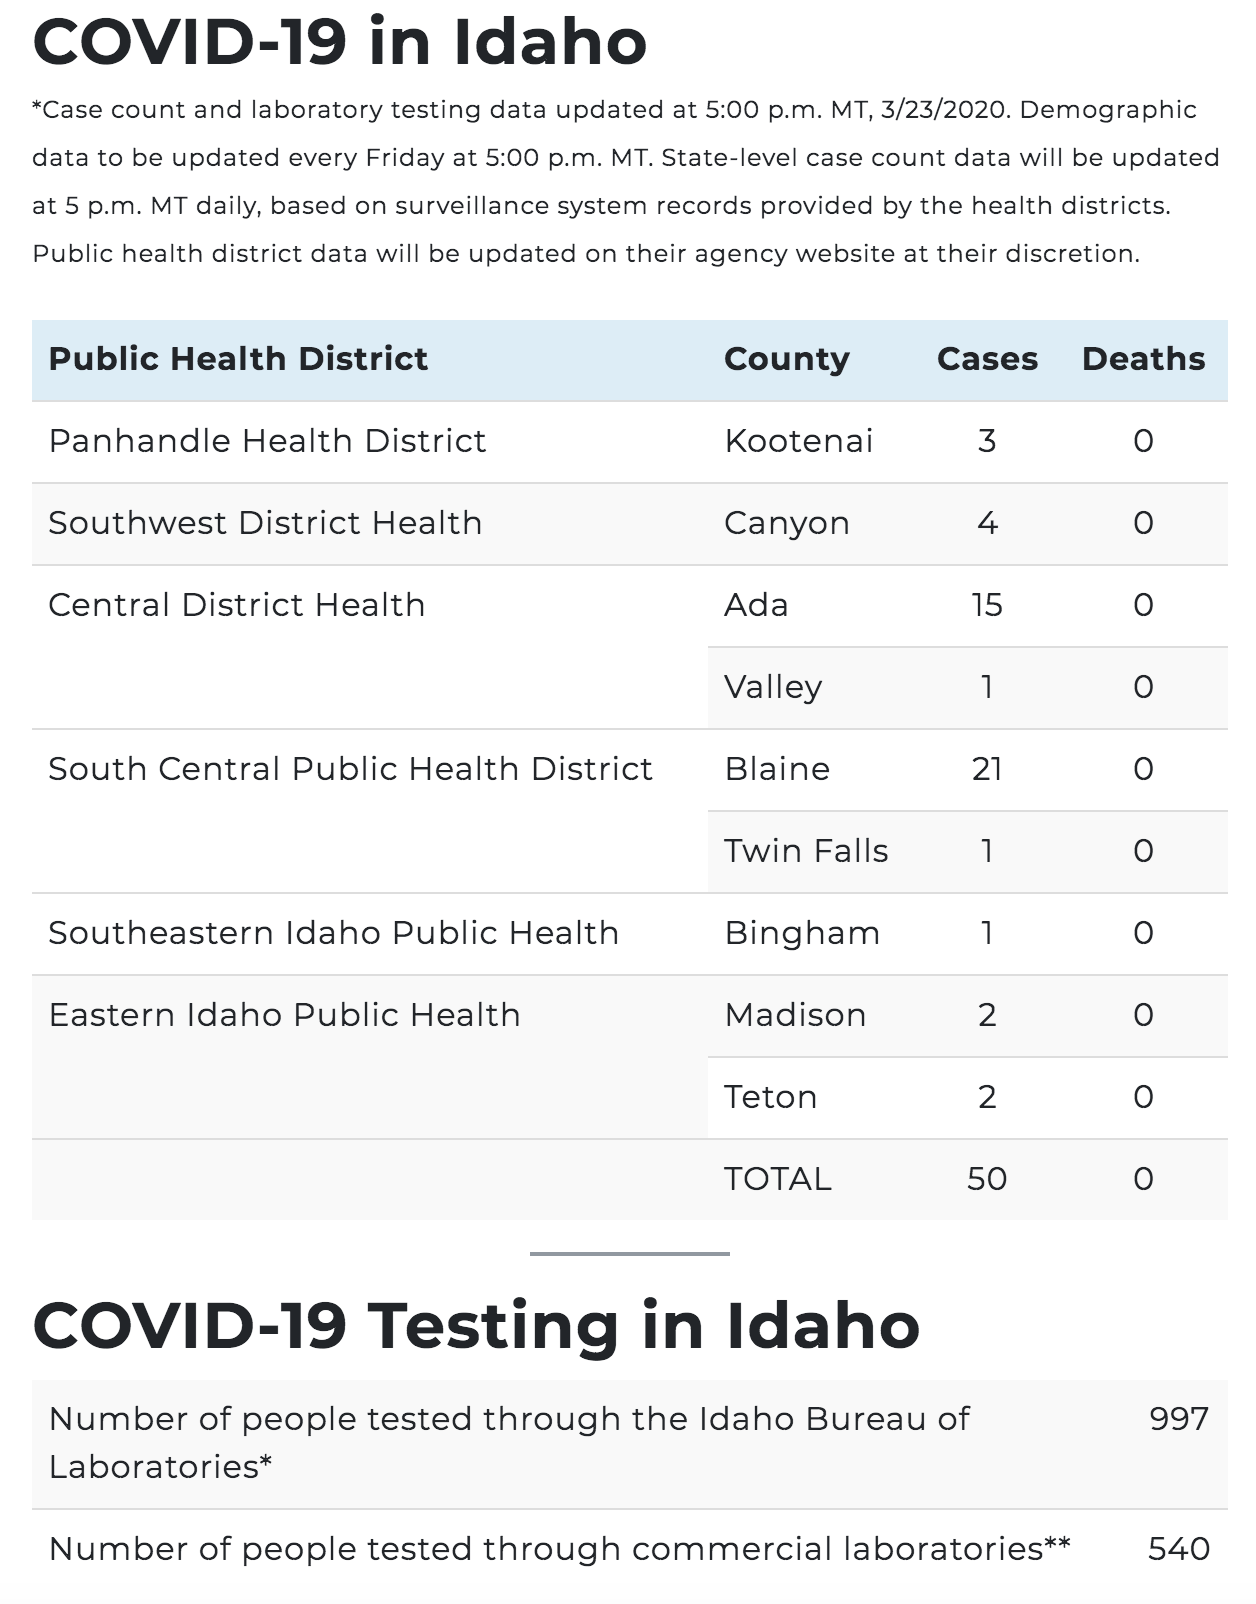 COVID-19 in Idaho
*Case count and laboratory testing data updated at 5:00 p.m. MT, 3/23/2020. Demographic
data to be updated every Friday at 5:00 p.m. MT. State-level case count data will be updated
at 5 p.m. MT daily, based on surveillance system records provided by the health districts.
Public health district data will be updated on their agency website at their discretion.
Public Health District County Cases Deaths
Panhandle Health District Kootenai 3 0
Southwest District Health Canyon 4 0
Central District Health Ada 15 0
Valley 1 0
South Central Public Health District Blaine 21 0
Twin Falls 1 0
Southeastern Idaho Public Health Bingham 1 0
Eastern Idaho Public Health Madison 2 0
Teton 2 0
TOTAL 50 0
COVID-19 Testing in Idaho
Number of people tested through the Idaho Bureau of 997
Laboratories*
Number of people tested through commercial laboratories** 540